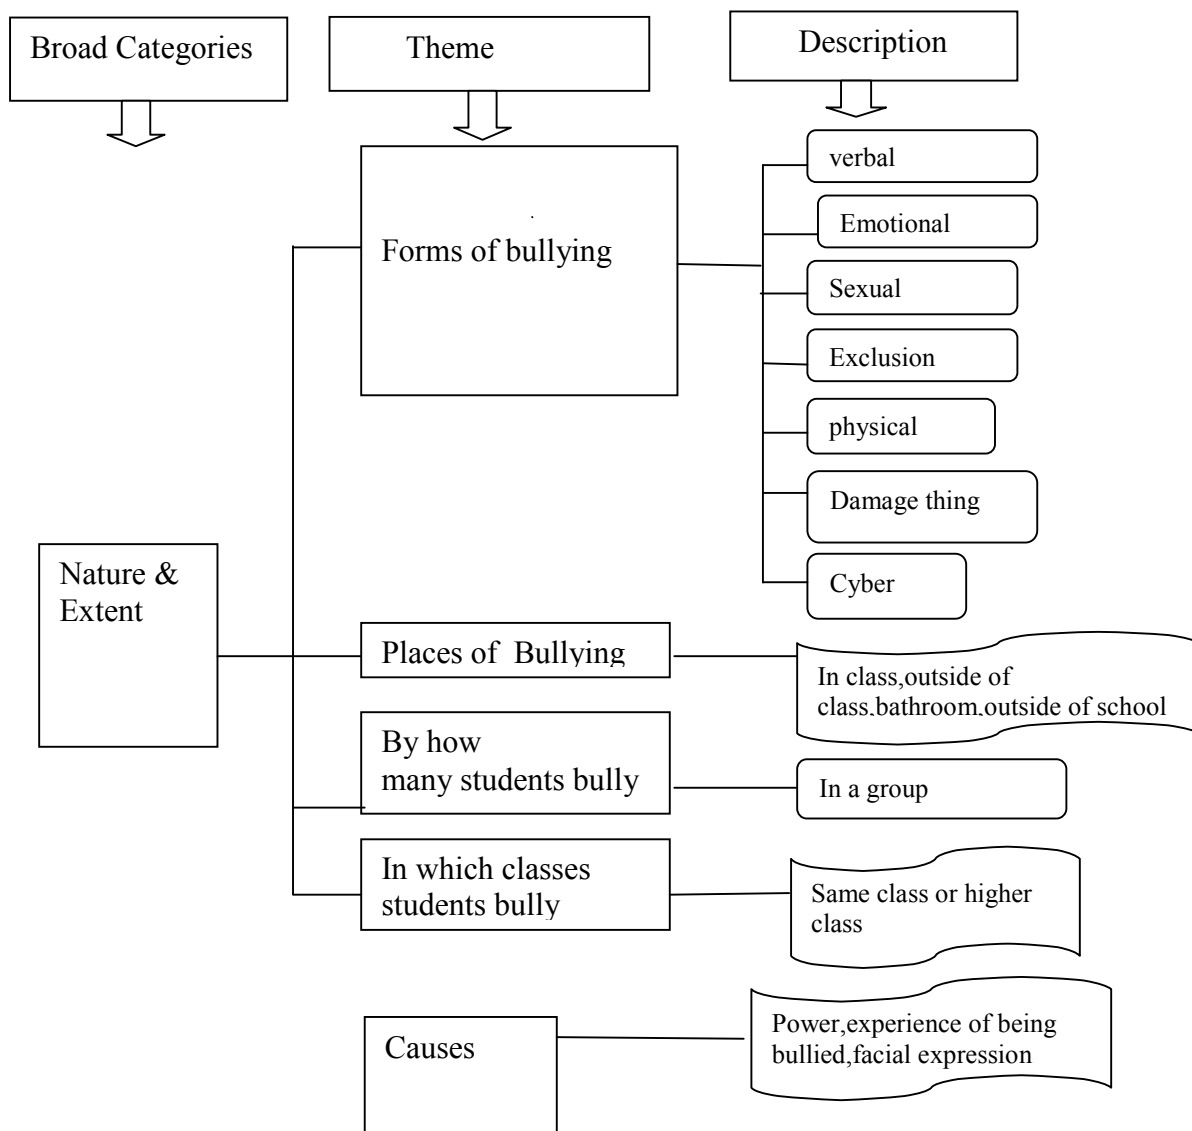 Broad Categories
Theme
Description
Forms of bullying
verbal
Emotional
Sexual
Exclusion
physical
Damage thing
Cyber
Nature &
Extent
Places of  Bullying
In class,outside of
class,bathroom,outside of school
By how
many students bully
In a group
In which classes
students bully
Same class or higher
class
Causes
Power,experience of being
bullied,facial expression